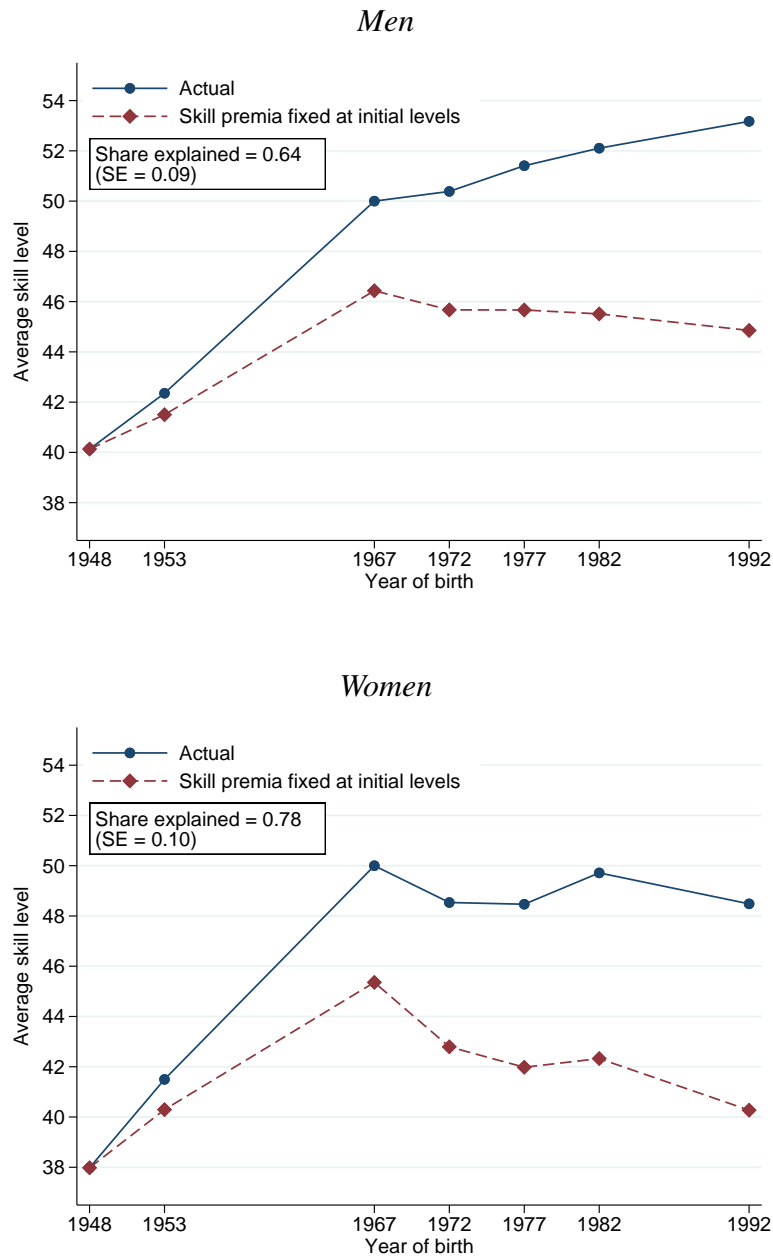 Men
Actual
Skill premia fixed at initial levels
Share explained = 0.64
(SE = 0.09)
54
52
50
48
46
44
42
40
38
Average skill level
1948 1953 1967 1972 1977 1982 1992
Year of birth
Women
Actual
Skill premia fixed at initial levels
Share explained = 0.78
(SE = 0.10)
54
52
50
48
46
44
42
40
38
Average skill level
1948 1953 1967 1972 1977 1982 1992
Year of birth